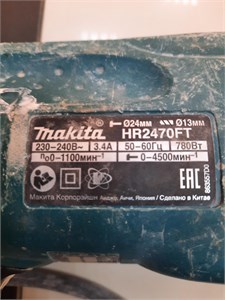 Ø24мм Ø13мм
makita HR2470FT
230-240В~ 3.4А 50-60Гц 780Вт
n₀0-1100мин⁻¹ 0-4500мин⁻¹
EAC
Макита Корпорайшн Анжо, Аичи, Япония / Сделано в Китае